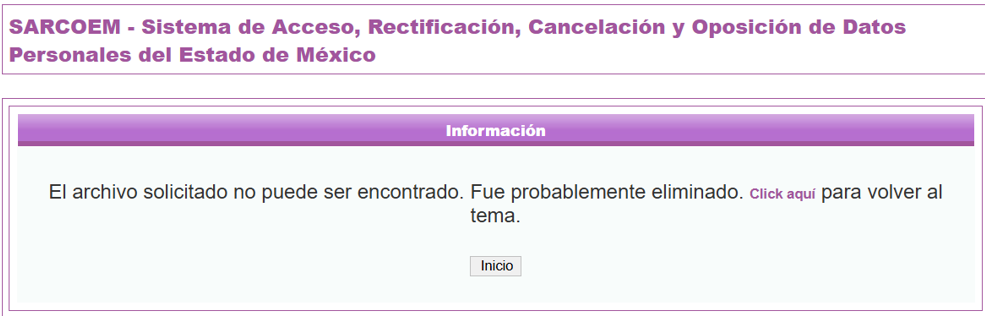 SARCOEM - Sistema de Acceso, Rectificación, Cancelación y Oposición de Datos
Personales del Estado de México
Información
El archivo solicitado no puede ser encontrado. Fue probablemente eliminado. Click aquí para volver al
tema.
Inicio